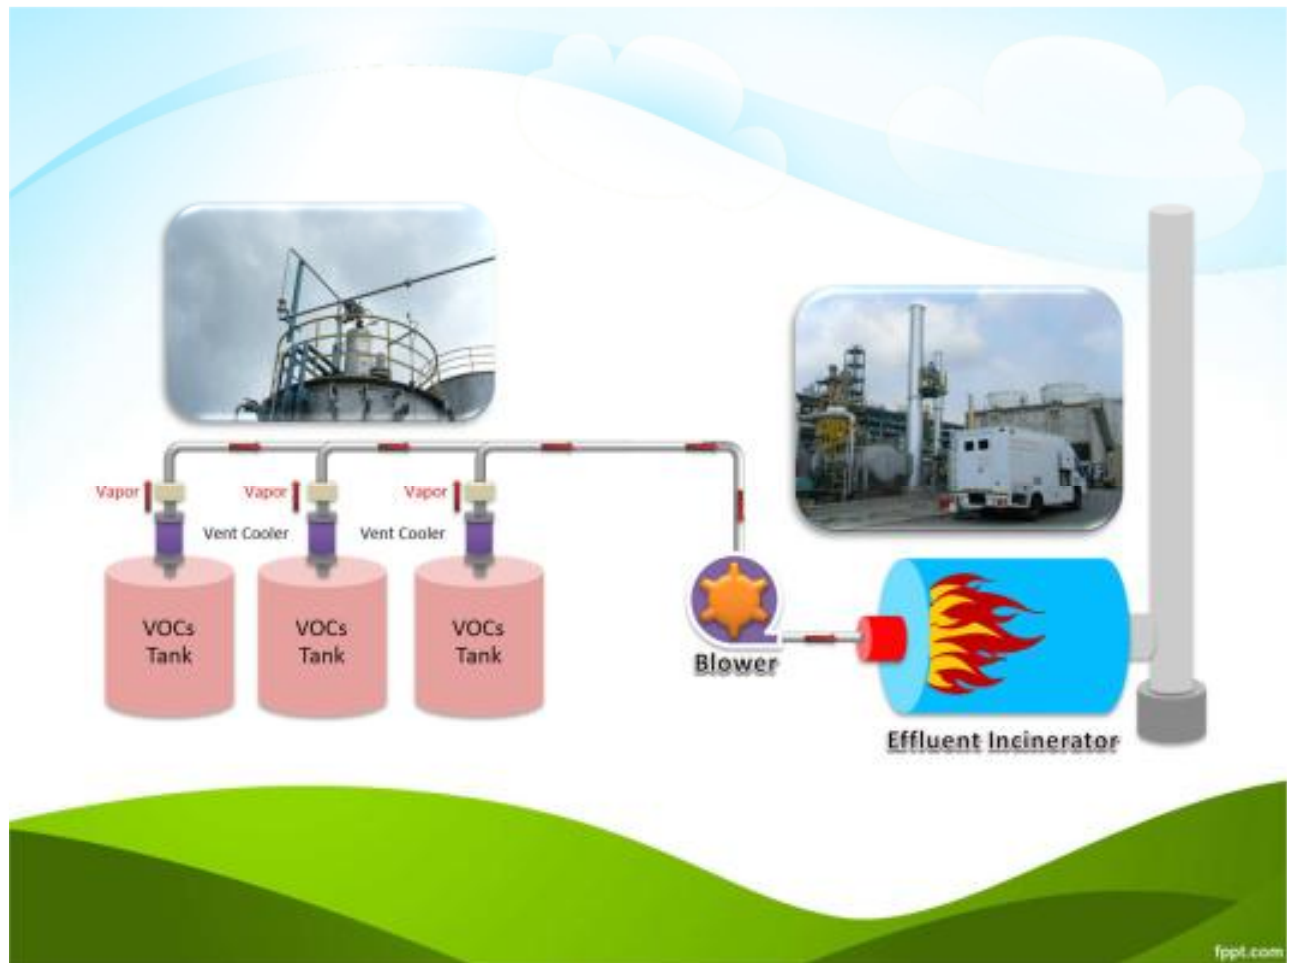 Vapor
Vapor
Vapor
Vent Cooler
Vent Cooler
VOCs
Tank
VOCs
Tank
VOCs
Tank
Blower
Effluent Incinerator
fppt.com